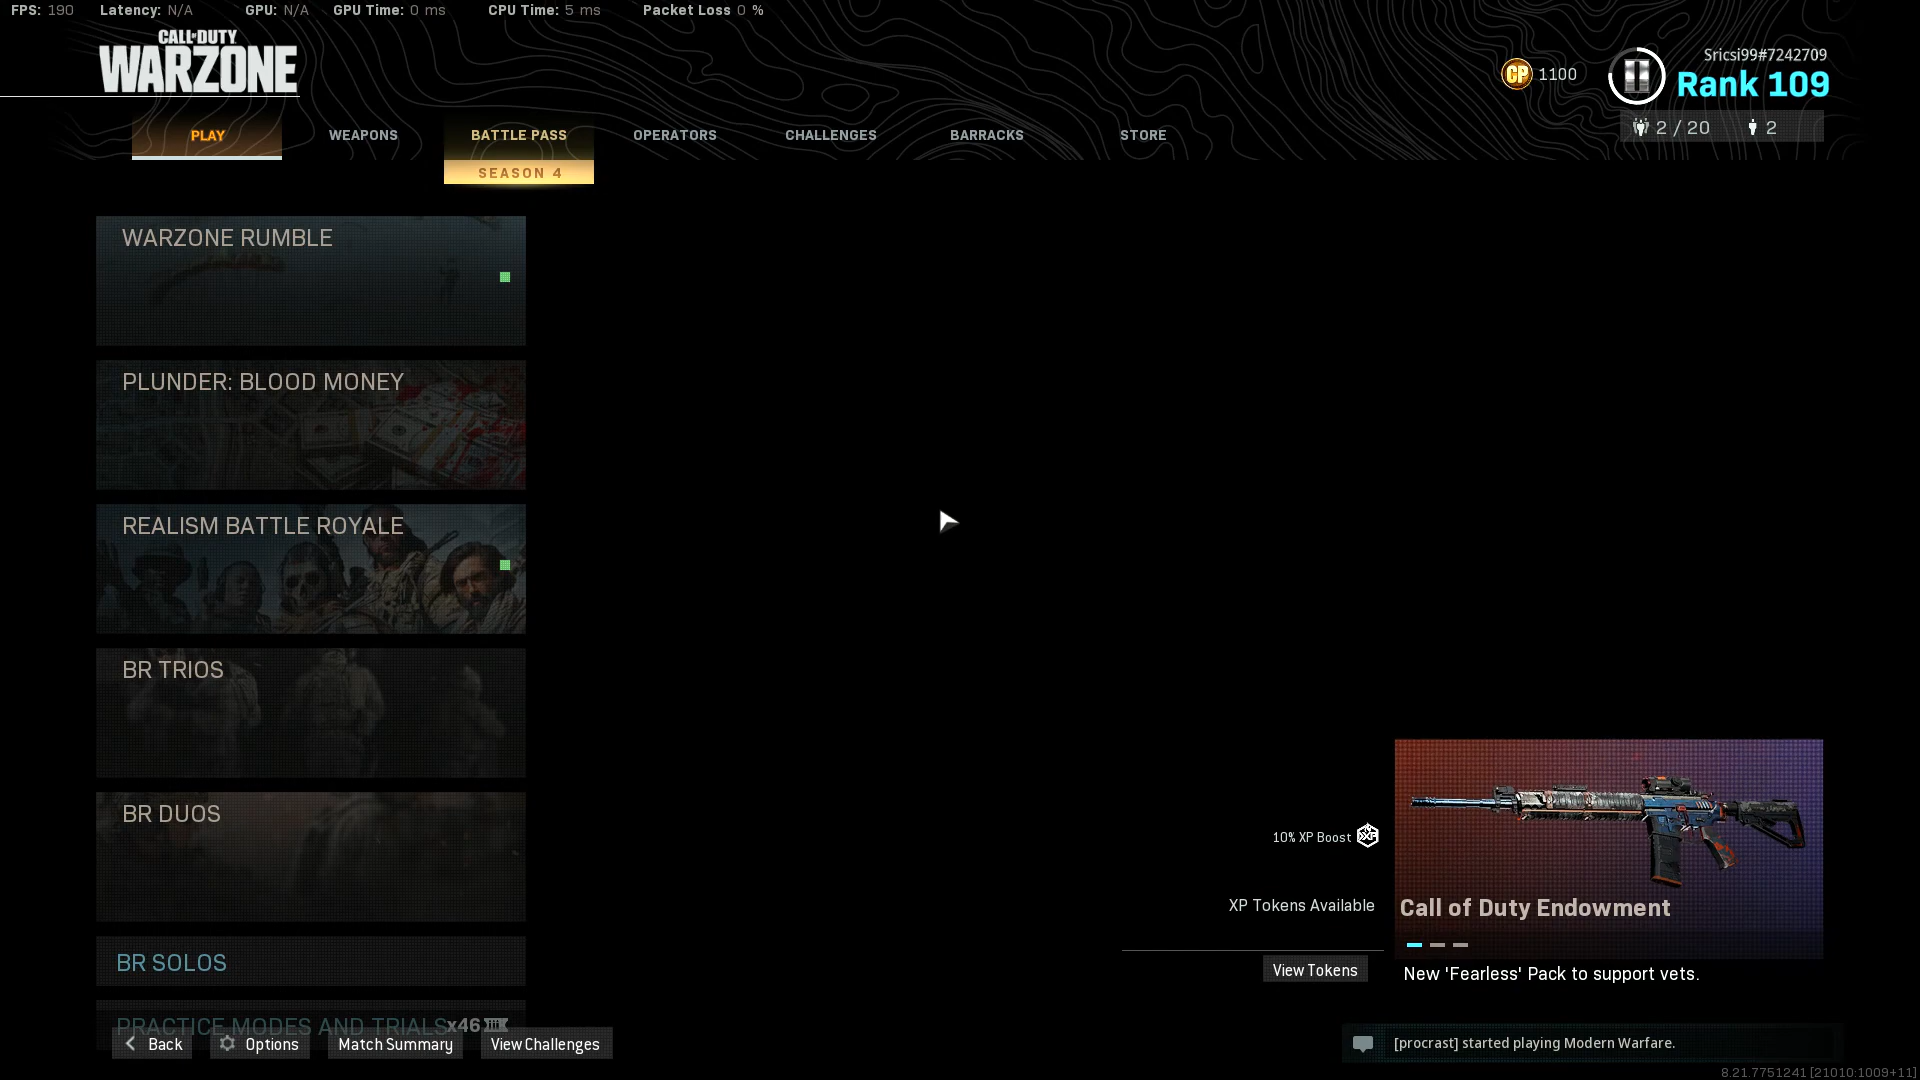 FPS: 190 Latency: N/A GPU: N/A GPU Time: 0 ms CPU Time: 5 ms Packet Loss 0 %
CALL OF DUTY
WARZONE
CP 1100
Sricsi99#7242709
Rank 109
2 / 20 2
PLAY WEAPONS BATTLE PASS OPERATORS CHALLENGES BARRACKS STORE
SEASON 4
WARZONE RUMBLE
PLUNDER: BLOOD MONEY
REALISM BATTLE ROYALE
BR TRIOS
BR DUOS
BR SOLOS
PRACTICE MODES AND TRIALS x46
10% XP Boost
XP Tokens Available
View Tokens
Call of Duty Endowment
New 'Fearless' Pack to support vets.
Back Options Match Summary View Challenges
[procrast] started playing Modern Warfare.
8.21.7751241 [21010:1009+11]